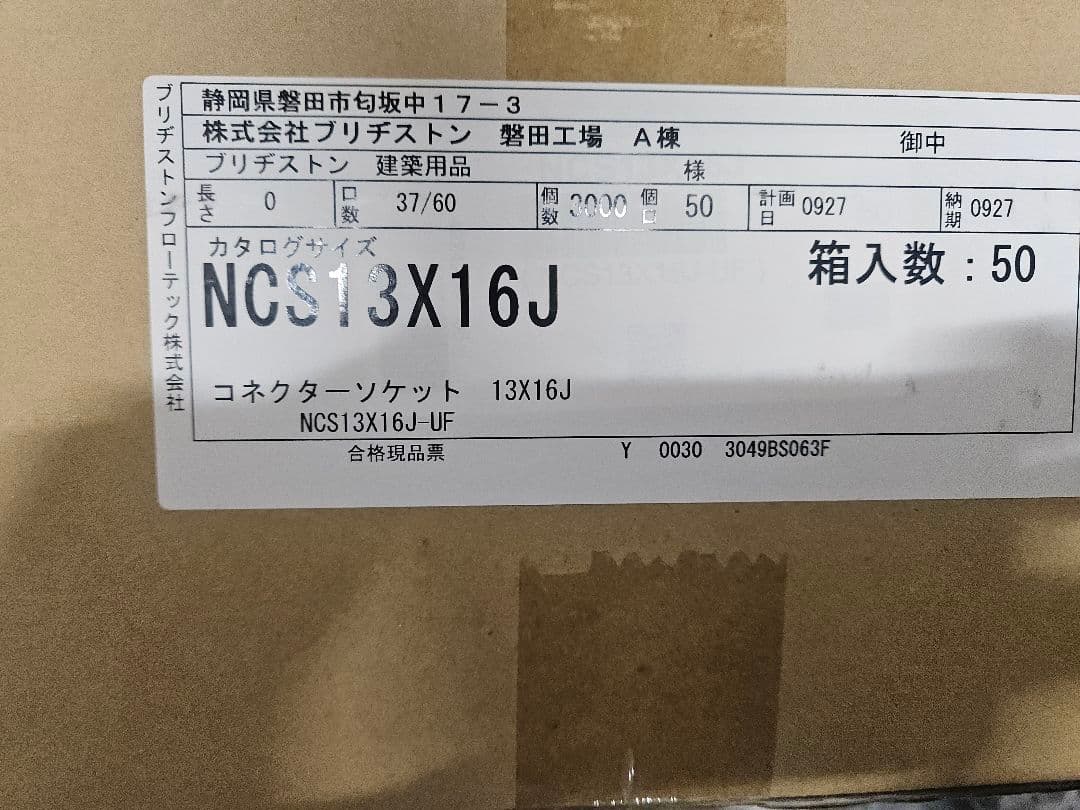 ブリヂストンフローテック株式会社
静岡県磐田市匂坂中17-3
株式会社ブリヂストン 磐田工場 A棟 御中
ブリヂストン 建築用品 様
長さ 0 口数 37/60 個数 3000 個口 50 計画日 0927 納期 0927
カタログサイズ
NCS13X16J 箱入数:50
コネクターソケット 13X16J
NCS13X16J-UF
合格現品票 Y 0030 3049BS063F